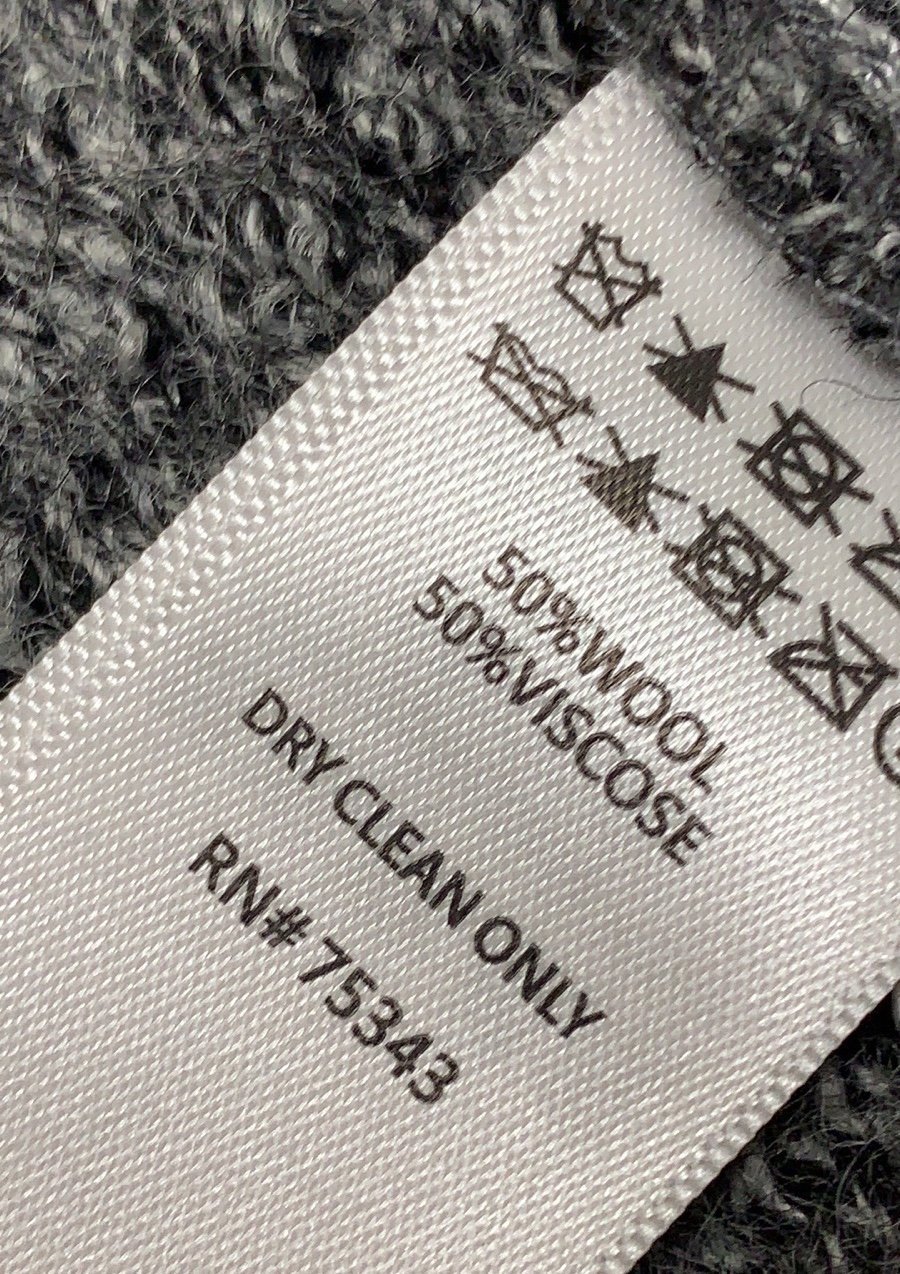 50%WOOL
50%VISCOSE
DRY CLEAN ONLY
RN# 75343